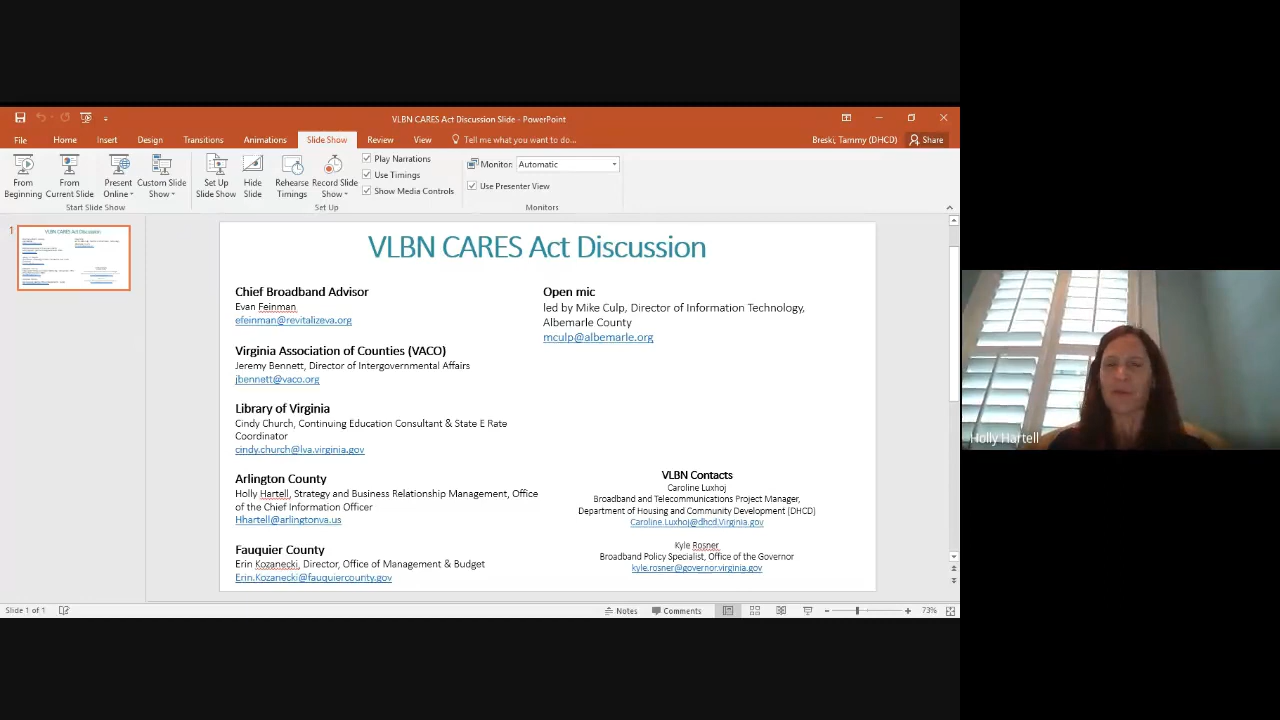 VLBN CARES Act Discussion Slide - PowerPoint
File Home Insert Design Transitions Animations Slide Show Review View Tell me what you want to do... Breski, Tammy (DHCD) Share
From Beginning
From Current Slide
Present Online
Custom Slide Show
Start Slide Show
Set Up Slide Show
Hide Slide
Rehearse Timings
Record Slide Show
Play Narrations
Use Timings
Show Media Controls
Set Up
Monitor: Automatic
Use Presenter View
Monitors
1
VLBN CARES Act Discussion
Chief Broadband Advisor
Evan Feinman
efeinman@revitalizeva.org
Virginia Association of Counties (VACO)
Jeremy Bennett, Director of Intergovernmental Affairs
jbennett@vaco.org
Library of Virginia
Cindy Church, Continuing Education Consultant & State E Rate
Coordinator
cindy.church@lva.virginia.gov
Arlington County
Holly Hartell, Strategy and Business Relationship Management, Office
of the Chief Information Officer
Hhartell@arlingtonva.us
Fauquier County
Erin Kozanecki, Director, Office of Management & Budget
Erin.Kozanecki@fauquiercounty.gov
Open mic
led by Mike Culp, Director of Information Technology,
Albemarle County
mculp@albemarle.org
VLBN Contacts
Caroline Luxhoj
Broadband and Telecommunications Project Manager,
Department of Housing and Community Development (DHCD)
Caroline.Luxhoj@dhcd.Virginia.gov
Kyle Rosner
Broadband Policy Specialist, Office of the Governor
kyle.rosner@governor.virginia.gov
Holly Hartell
Slide 1 of 1 Notes Comments 73%